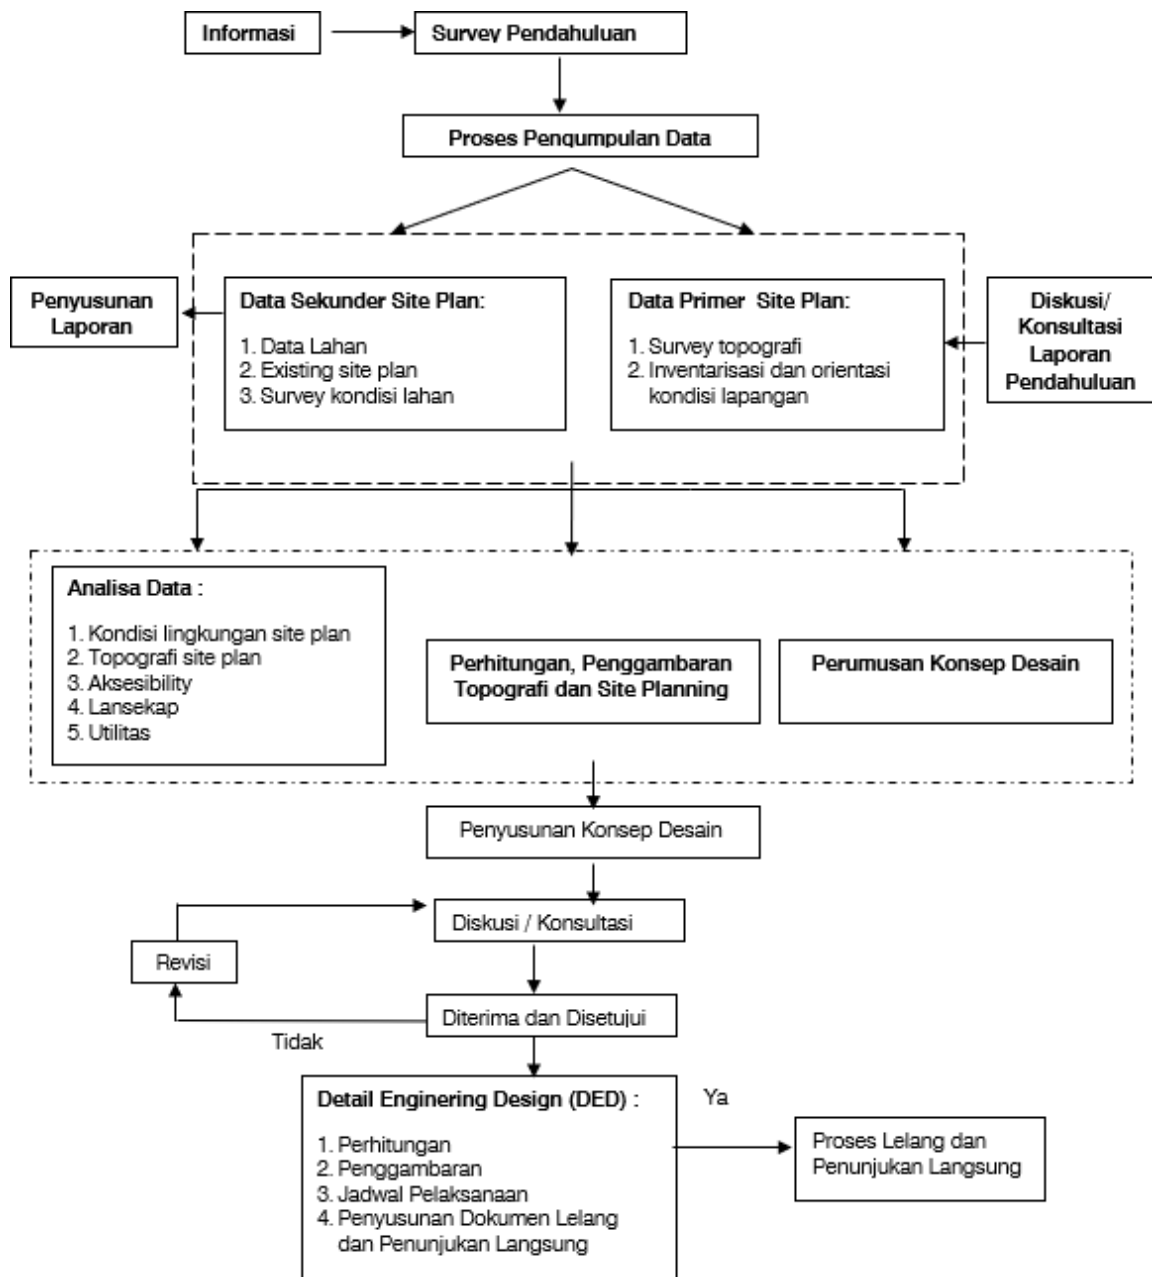 Informasi
Survey Pendahuluan
Proses Pengumpulan Data
Penyusunan
Laporan
Data Sekunder Site Plan:
1. Data Lahan
2. Existing site plan
3. Survey kondisi lahan
Data Primer Site Plan:
1. Survey topografi
2. Inventarisasi dan orientasi
kondisi lapangan
Diskusi/
Konsultasi
Laporan
Pendahuluan
Analisa Data :
1. Kondisi lingkungan site plan
2. Topografi site plan
3. Aksesibility
4. Lansekap
5. Utilitas
Perhitungan, Penggambaran
Topografi dan Site Planning
Perumusan Konsep Desain
Penyusunan Konsep Desain
Diskusi / Konsultasi
Revisi
Diterima dan Disetujui
Tidak
Detail Enginering Design (DED) :
1. Perhitungan
2. Penggambaran
3. Jadwal Pelaksanaan
4. Penyusunan Dokumen Lelang
dan Penunjukan Langsung
Ya
Proses Lelang dan
Penunjukan Langsung